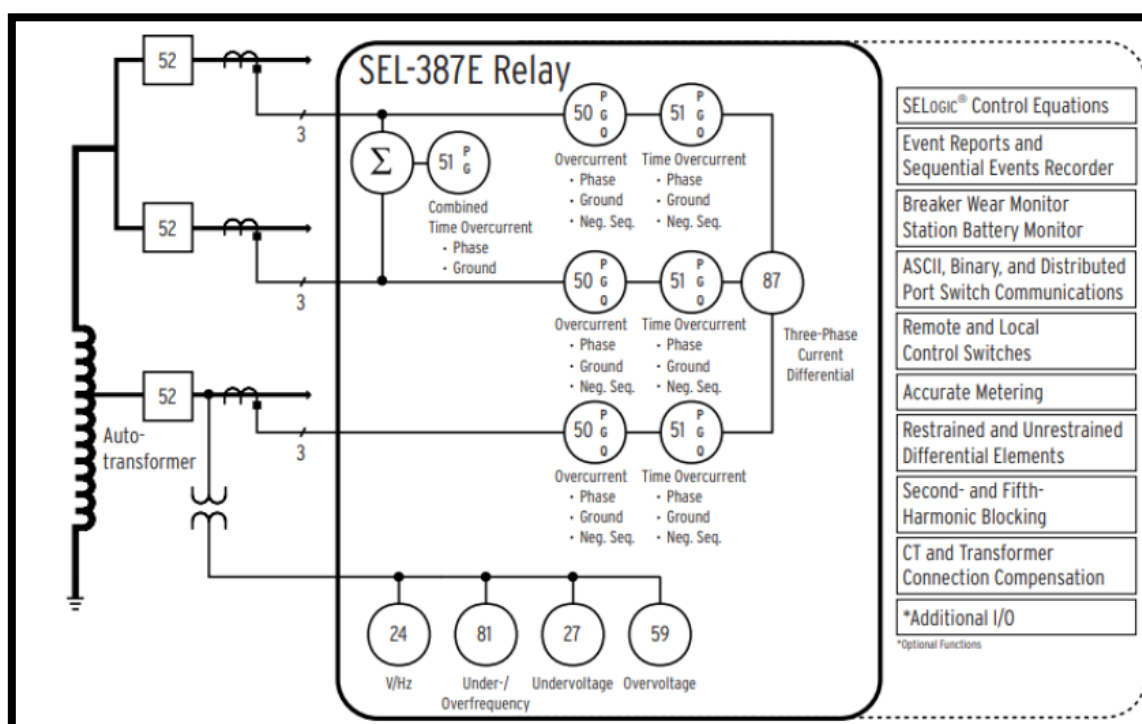 SEL-387E Relay
52
3
50 P G Q
Overcurrent
· Phase
· Ground
· Neg. Seq.
51 P G Q
Time Overcurrent
· Phase
· Ground
· Neg. Seq.
Σ
51 P G
Combined
Time Overcurrent
· Phase
· Ground
52
3
50 P G Q
Overcurrent
· Phase
· Ground
· Neg. Seq.
51 P G Q
Time Overcurrent
· Phase
· Ground
· Neg. Seq.
87
Three-Phase
Current
Differential
52
Auto-
transformer
3
50 P G Q
Overcurrent
· Phase
· Ground
· Neg. Seq.
51 P G Q
Time Overcurrent
· Phase
· Ground
· Neg. Seq.
24
V/Hz
81
Under-/
Overfrequency
27
Undervoltage
59
Overvoltage
SELOGIC® Control Equations
Event Reports and
Sequential Events Recorder
Breaker Wear Monitor
Station Battery Monitor
ASCII, Binary, and Distributed
Port Switch Communications
Remote and Local
Control Switches
Accurate Metering
Restrained and Unrestrained
Differential Elements
Second- and Fifth-
Harmonic Blocking
CT and Transformer
Connection Compensation
*Additional I/O
*Optional Functions